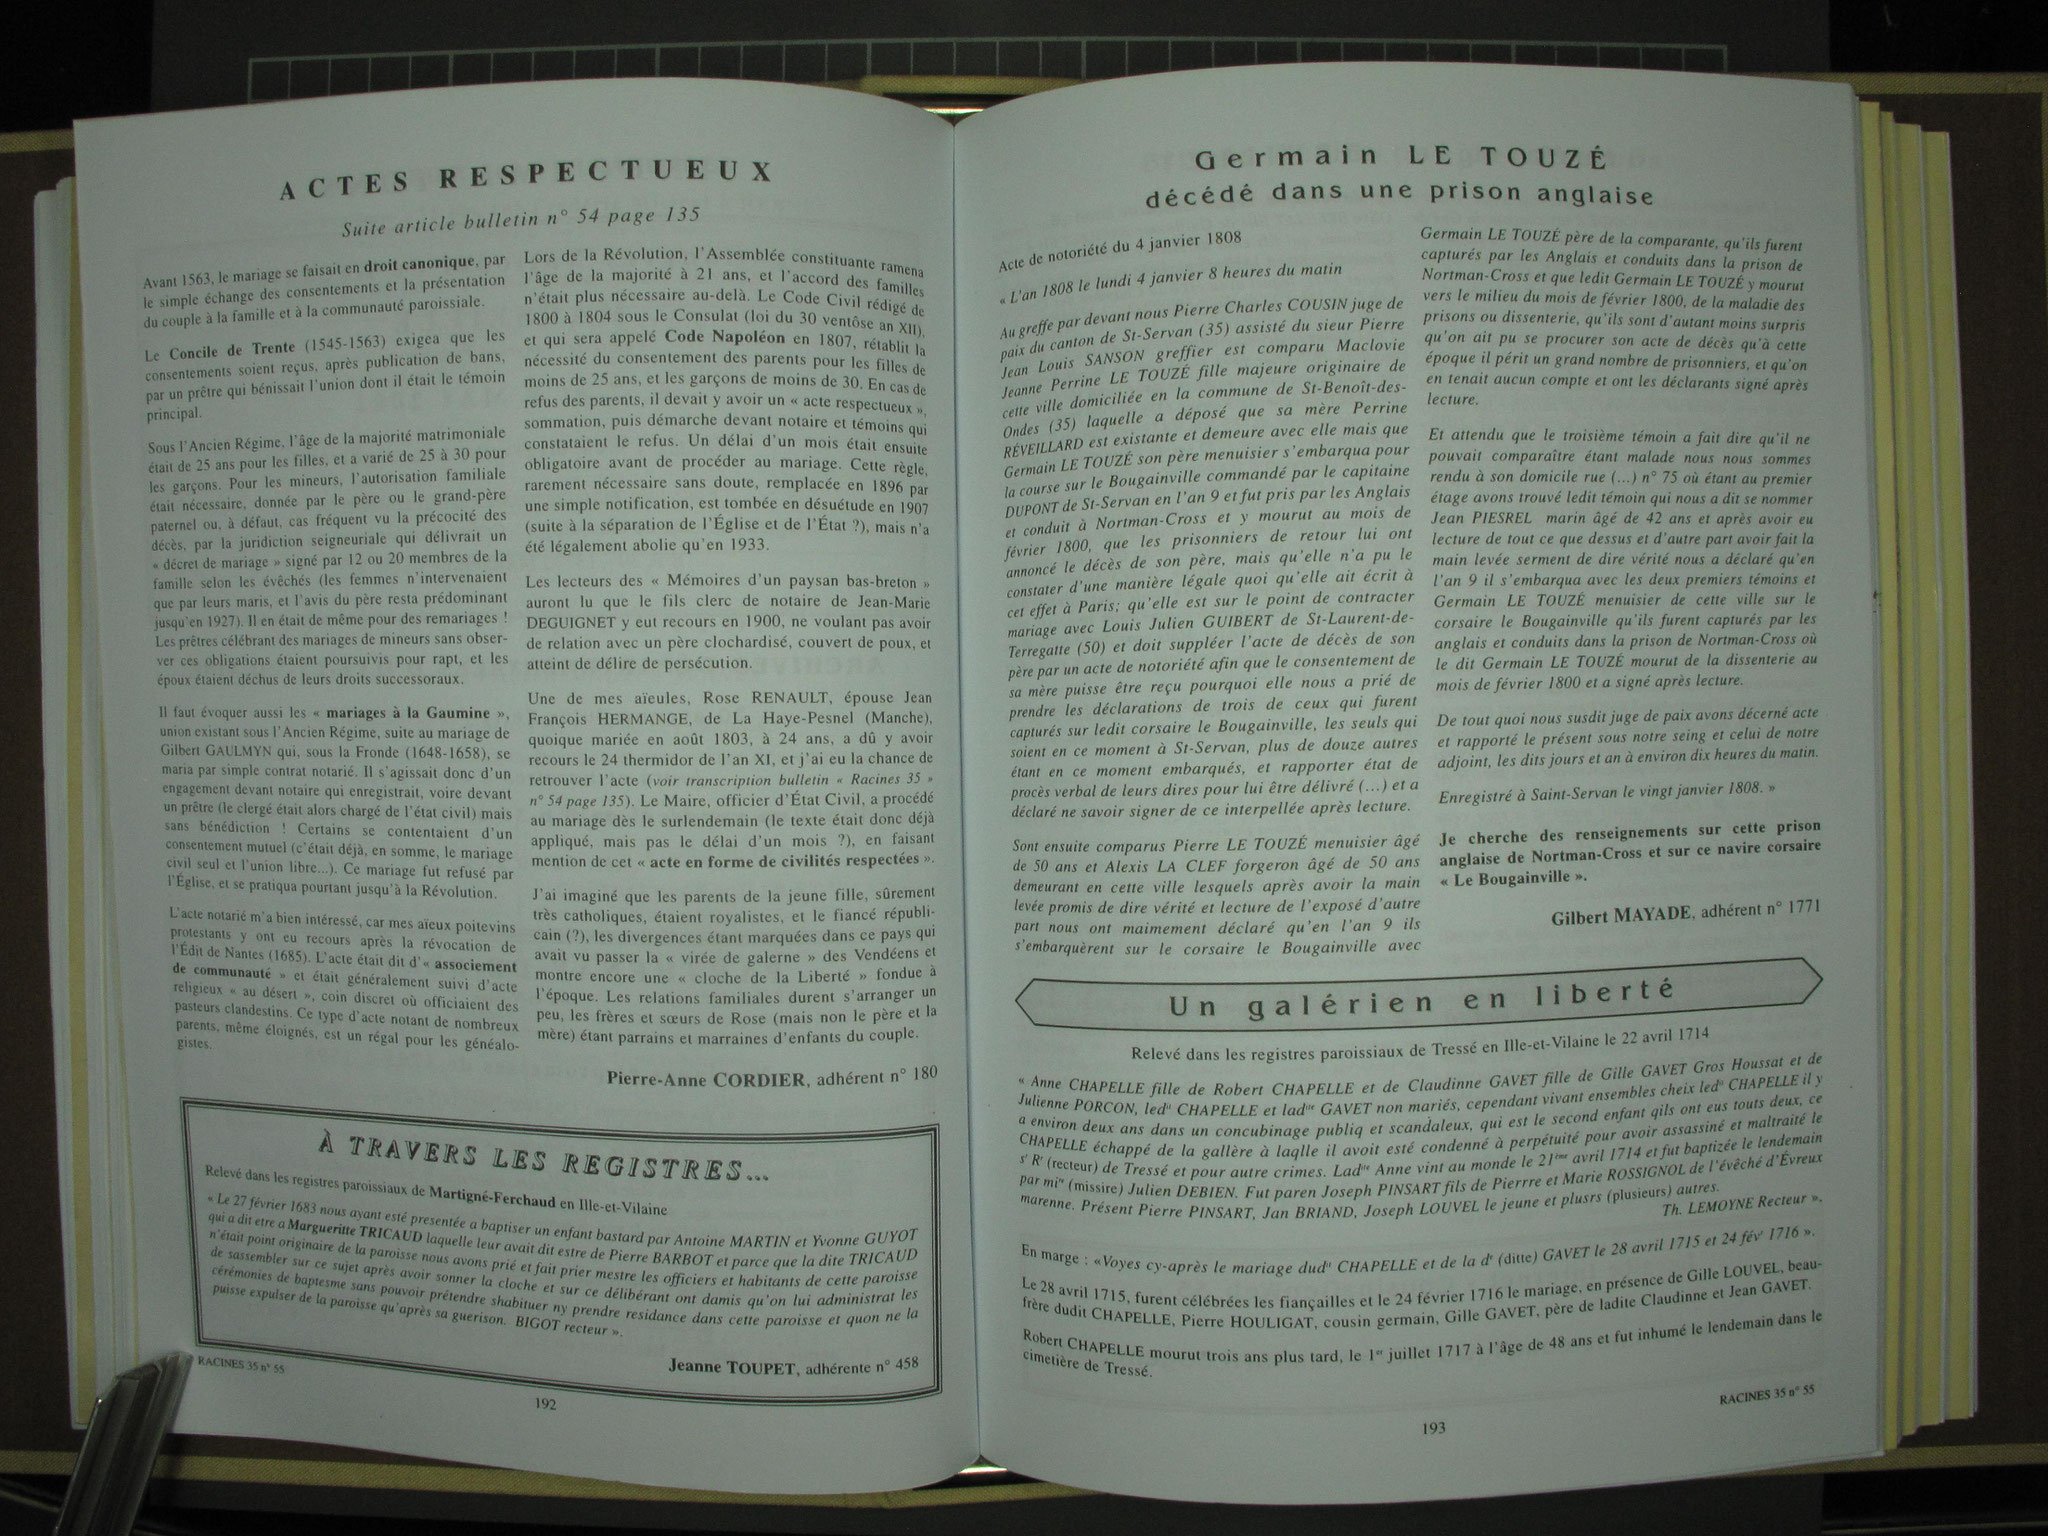 ACTES RESPECTUEUX
Suite article bulletin n° 54 page 135
Avant 1563, le mariage se faisait en droit canonique, par
le simple échange des consentements et la présentation
du couple à la famille et à la communauté paroissiale.
Le Concile de Trente (1545-1563) exigea que les
consentements soient reçus, après publication de bans,
par un prêtre qui bénissait l'union dont il était le témoin
principal.
Sous l'Ancien Régime, l'âge de la majorité matrimoniale
était de 25 ans pour les filles, et a varié de 25 à 30 pour
les garçons. Pour les mineurs, l'autorisation familiale
était nécessaire, donnée par le père ou le grand-père
paternel ou, à défaut, cas fréquent vu la précocité des
décès, par la juridiction seigneuriale qui délivrait un
« décret de mariage » signé par 12 ou 20 membres de la
famille selon les évêchés (les femmes n'intervenaient
que par leurs maris, et l'avis du père resta prédominant
jusqu'en 1927). Il en était de même pour des remariages !
Les prêtres célébrant des mariages de mineurs sans obser-
ver ces obligations étaient poursuivis pour rapt, et les
époux étaient déchus de leurs droits successoraux.
Il faut évoquer aussi les « mariages à la Gaumine »,
union existant sous l'Ancien Régime, suite au mariage de
Gilbert GAULMYN qui, sous la Fronde (1648-1658), se
maria par simple contrat notarié. Il s'agissait donc d'un
engagement devant notaire qui enregistrait, voire devant
un prêtre (le clergé était alors chargé de l'état civil) mais
sans bénédiction ! Certains se contentaient d'un
consentement mutuel (c'était déjà, en somme, le mariage
civil seul et l'union libre...). Ce mariage fut refusé par
l'Église, et se pratiqua pourtant jusqu'à la Révolution.
L'acte notarié m'a bien intéressé, car mes aïeux poitevins
protestants y ont eu recours après la révocation de
l'Édit de Nantes (1685). L'acte était dit d'« associement
de communauté » et était généralement suivi d'acte
religieux « au désert », coin discret où officiaient des
pasteurs clandestins. Ce type d'acte notant de nombreux
parents, même éloignés, est un régal pour les généalo-
gistes.
Lors de la Révolution, l'Assemblée constituante ramena
l'âge de la majorité à 21 ans, et l'accord des familles
n'était plus nécessaire au-delà. Le Code Civil rédigé de
1800 à 1804 sous le Consulat (loi du 30 ventôse an XII),
et qui sera appelé Code Napoléon en 1807, rétablit la
nécessité du consentement des parents pour les filles de
moins de 25 ans, et les garçons de moins de 30. En cas de
refus des parents, il devait y avoir un « acte respectueux »,
sommation, puis démarche devant notaire et témoins qui
constataient le refus. Un délai d'un mois était ensuite
obligatoire avant de procéder au mariage. Cette règle,
rarement nécessaire sans doute, remplacée en 1896 par
une simple notification, est tombée en désuétude en 1907
(suite à la séparation de l'Église et de l'État ?), mais n'a
été légalement abolie qu'en 1933.
Les lecteurs des « Mémoires d'un paysan bas-breton »
auront lu que le fils clerc de notaire de Jean-Marie
DEGUIGNET y eut recours en 1900, ne voulant pas avoir
de relation avec un père clochardisé, couvert de poux, et
atteint de délire de persécution.
Une de mes aïeules, Rose RENAULT, épouse Jean
François HERMANGE, de La Haye-Pesnel (Manche),
quoique mariée en août 1803, à 24 ans, a dû y avoir
recours le 24 thermidor de l'an XI, et j'ai eu la chance de
retrouver l'acte (voir transcription bulletin « Racines 35 »
n° 54 page 135). Le Maire, officier d'État Civil, a procédé
au mariage dès le surlendemain (le texte était donc déjà
appliqué, mais pas le délai d'un mois ?), en faisant
mention de cet « acte en forme de civilités respectées ».
J'ai imaginé que les parents de la jeune fille, sûrement
très catholiques, étaient royalistes, et le fiancé républi-
cain (?), les divergences étant marquées dans ce pays qui
avait vu passer la « virée de galerne » des Vendéens et
montre encore une « cloche de la Liberté » fondue à
l'époque. Les relations familiales durent s'arranger un
peu, les frères et sœurs de Rose (mais non le père et la
mère) étant parrains et marraines d'enfants du couple.
Pierre-Anne CORDIER, adhérent n° 180
À TRAVERS LES REGISTRES...
Relevé dans les registres paroissiaux de Martigné-Ferchaud en Ille-et-Vilaine
« Le 27 février 1683 nous ayant esté presentée a baptiser un enfant bastard par Antoine MARTIN et Yvonne GUYOT
qui a dit etre a Margueritte TRICAUD laquelle leur avait dit estre de Pierre BARBOT et parce que la dite TRICAUD
n'était point originaire de la paroisse nous avons prié et fait prier mestre les officiers et habitants de cette paroisse
de sassembler sur ce sujet après avoir sonner la cloche et sur ce délibérant ont damis qu'on lui administrat les
cérémonies de baptesme sans pouvoir prétendre shabituer ny prendre residance dans cette paroisse et quon ne la
puisse expulser de la paroisse qu'après sa guerison. BIGOT recteur ».
Jeanne TOUPET, adhérente n° 458
RACINES 35 n° 55
192
Germain LE TOUZÉ
décédé dans une prison anglaise
Acte de notoriété du 4 janvier 1808
« L'an 1808 le lundi 4 janvier 8 heures du matin
Au greffe par devant nous Pierre Charles COUSIN juge de
paix du canton de St-Servan (35) assisté du sieur Pierre
Jean Louis SANSON greffier est comparu Maclovie
Jeanne Perrine LE TOUZÉ fille majeure originaire de
cette ville domiciliée en la commune de St-Benoît-des-
Ondes (35) laquelle a déposé que sa mère Perrine
RÉVEILLARD est existante et demeure avec elle mais que
Germain LE TOUZÉ son père menuisier s'embarqua pour
la course sur le Bougainville commandé par le capitaine
DUPONT de St-Servan en l'an 9 et fut pris par les Anglais
et conduit à Nortman-Cross et y mourut au mois de
février 1800, que les prisonniers de retour lui ont
annoncé le décès de son père, mais qu'elle n'a pu le
constater d'une manière légale quoi qu'elle ait écrit à
cet effet à Paris; qu'elle est sur le point de contracter
mariage avec Louis Julien GUIBERT de St-Laurent-de-
Terregatte (50) et doit suppléer l'acte de décès de son
père par un acte de notoriété afin que le consentement de
sa mère puisse être reçu pourquoi elle nous a prié de
prendre les déclarations de trois de ceux qui furent
capturés sur ledit corsaire le Bougainville, les seuls qui
soient en ce moment à St-Servan, plus de douze autres
étant en ce moment embarqués, et rapporter état de
procès verbal de leurs dires pour lui être délivré (...) et a
déclaré ne savoir signer de ce interpellée après lecture.
Sont ensuite comparus Pierre LE TOUZÉ menuisier âgé
de 50 ans et Alexis LA CLEF forgeron âgé de 50 ans
demeurant en cette ville lesquels après avoir la main
levée promis de dire vérité et lecture de l'exposé d'autre
part nous ont maimement déclaré qu'en l'an 9 ils
s'embarquèrent sur le corsaire le Bougainville avec
Germain LE TOUZÉ père de la comparante, qu'ils furent
capturés par les Anglais et conduits dans la prison de
Nortman-Cross et que ledit Germain LE TOUZÉ y mourut
vers le milieu du mois de février 1800, de la maladie des
prisons ou dissenterie, qu'ils sont d'autant moins surpris
qu'on ait pu se procurer son acte de décès qu'à cette
époque il périt un grand nombre de prisonniers, et qu'on
en tenait aucun compte et ont les déclarants signé après
lecture.
Et attendu que le troisième témoin a fait dire qu'il ne
pouvait comparaître étant malade nous nous sommes
rendu à son domicile rue (...) n° 75 où étant au premier
étage avons trouvé ledit témoin qui nous a dit se nommer
Jean PIESREL marin âgé de 42 ans et après avoir eu
lecture de tout ce que dessus et d'autre part avoir fait la
main levée serment de dire vérité nous a déclaré qu'en
l'an 9 il s'embarqua avec les deux premiers témoins et
Germain LE TOUZÉ menuisier de cette ville sur le
corsaire le Bougainville qu'ils furent capturés par les
anglais et conduits dans la prison de Nortman-Cross où
le dit Germain LE TOUZÉ mourut de la dissenterie au
mois de février 1800 et a signé après lecture.
De tout quoi nous susdit juge de paix avons décerné acte
et rapporté le présent sous notre seing et celui de notre
adjoint, les dits jours et an à environ dix heures du matin.
Enregistré à Saint-Servan le vingt janvier 1808. »
Je cherche des renseignements sur cette prison
anglaise de Nortman-Cross et sur ce navire corsaire
« Le Bougainville ».
Gilbert MAYADE, adhérent n° 1771
Un galérien en liberté
Relevé dans les registres paroissiaux de Tressé en Ille-et-Vilaine le 22 avril 1714
« Anne CHAPELLE fille de Robert CHAPELLE et de Claudinne GAVET fille de Gille GAVET Gros Houssat et de
Julienne PORCON, ledit CHAPELLE et ladite GAVET non mariés, cependant vivant ensembles cheix ledit CHAPELLE il y
a environ deux ans dans un concubinage publiq et scandaleux, qui est le second enfant qils ont eus touts deux, ce
CHAPELLE échappé de la gallère à laqlle il avoit esté condenné à perpétuité pour avoir assassiné et maltraité le
sr Rr (recteur) de Tressé et pour autre crimes. Ladite Anne vint au monde le 21ème avril 1714 et fut baptizée le lendemain
par mire (missire) Julien DEBIEN. Fut paren Joseph PINSART fils de Pierrre et Marie ROSSIGNOL de l'évêché d'Évreux
marenne. Présent Pierre PINSART, Jan BRIAND, Joseph LOUVEL le jeune et plusrs (plusieurs) autres.
Th. LEMOYNE Recteur ».
En marge : «Voyes cy-après le mariage dudit CHAPELLE et de la de (ditte) GAVET le 28 avril 1715 et 24 févr 1716 ».
Le 28 avril 1715, furent célébrées les fiançailles et le 24 février 1716 le mariage, en présence de Gille LOUVEL, beau-
frère dudit CHAPELLE, Pierre HOULIGAT, cousin germain, Gille GAVET, père de ladite Claudinne et Jean GAVET.
Robert CHAPELLE mourut trois ans plus tard, le 1er juillet 1717 à l'âge de 48 ans et fut inhumé le lendemain dans le
cimetière de Tressé.
RACINES 35 n° 55
193